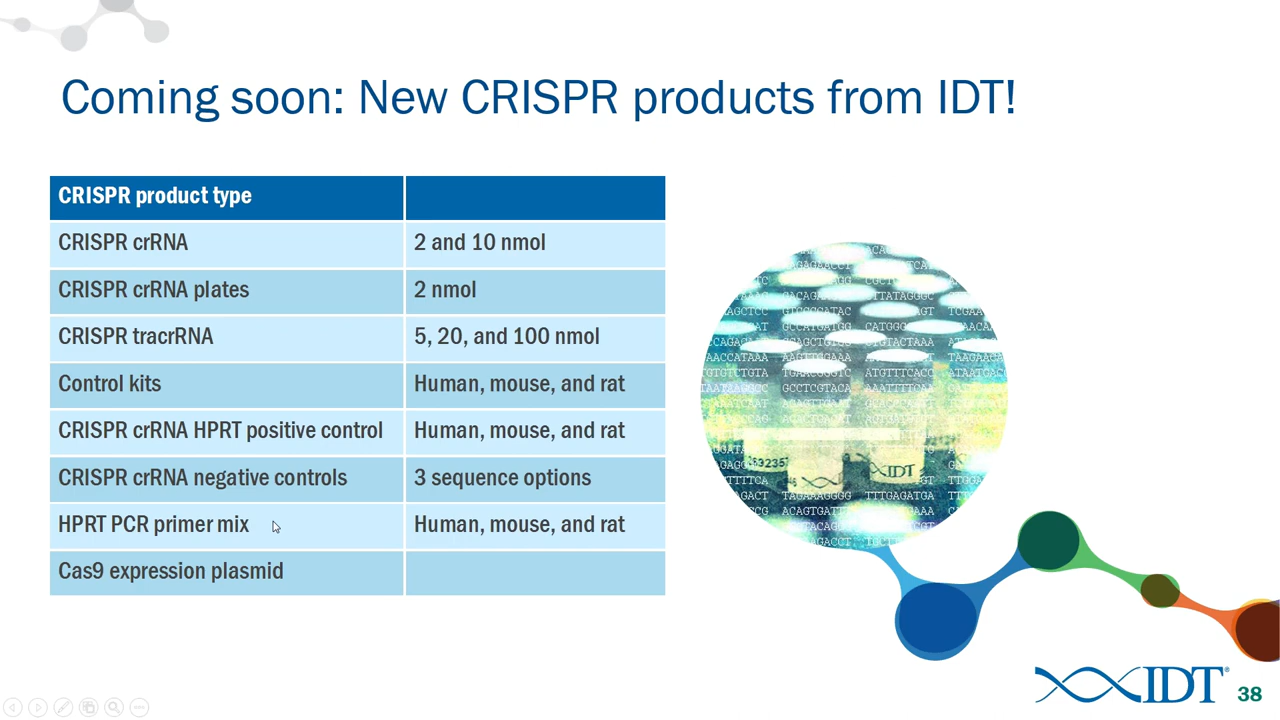 Coming soon: New CRISPR products from IDT!
CRISPR product type
CRISPR crRNA 2 and 10 nmol
CRISPR crRNA plates 2 nmol
CRISPR tracrRNA 5, 20, and 100 nmol
Control kits Human, mouse, and rat
CRISPR crRNA HPRT positive control Human, mouse, and rat
CRISPR crRNA negative controls 3 sequence options
HPRT PCR primer mix Human, mouse, and rat
Cas9 expression plasmid
IDT
IDT®
38